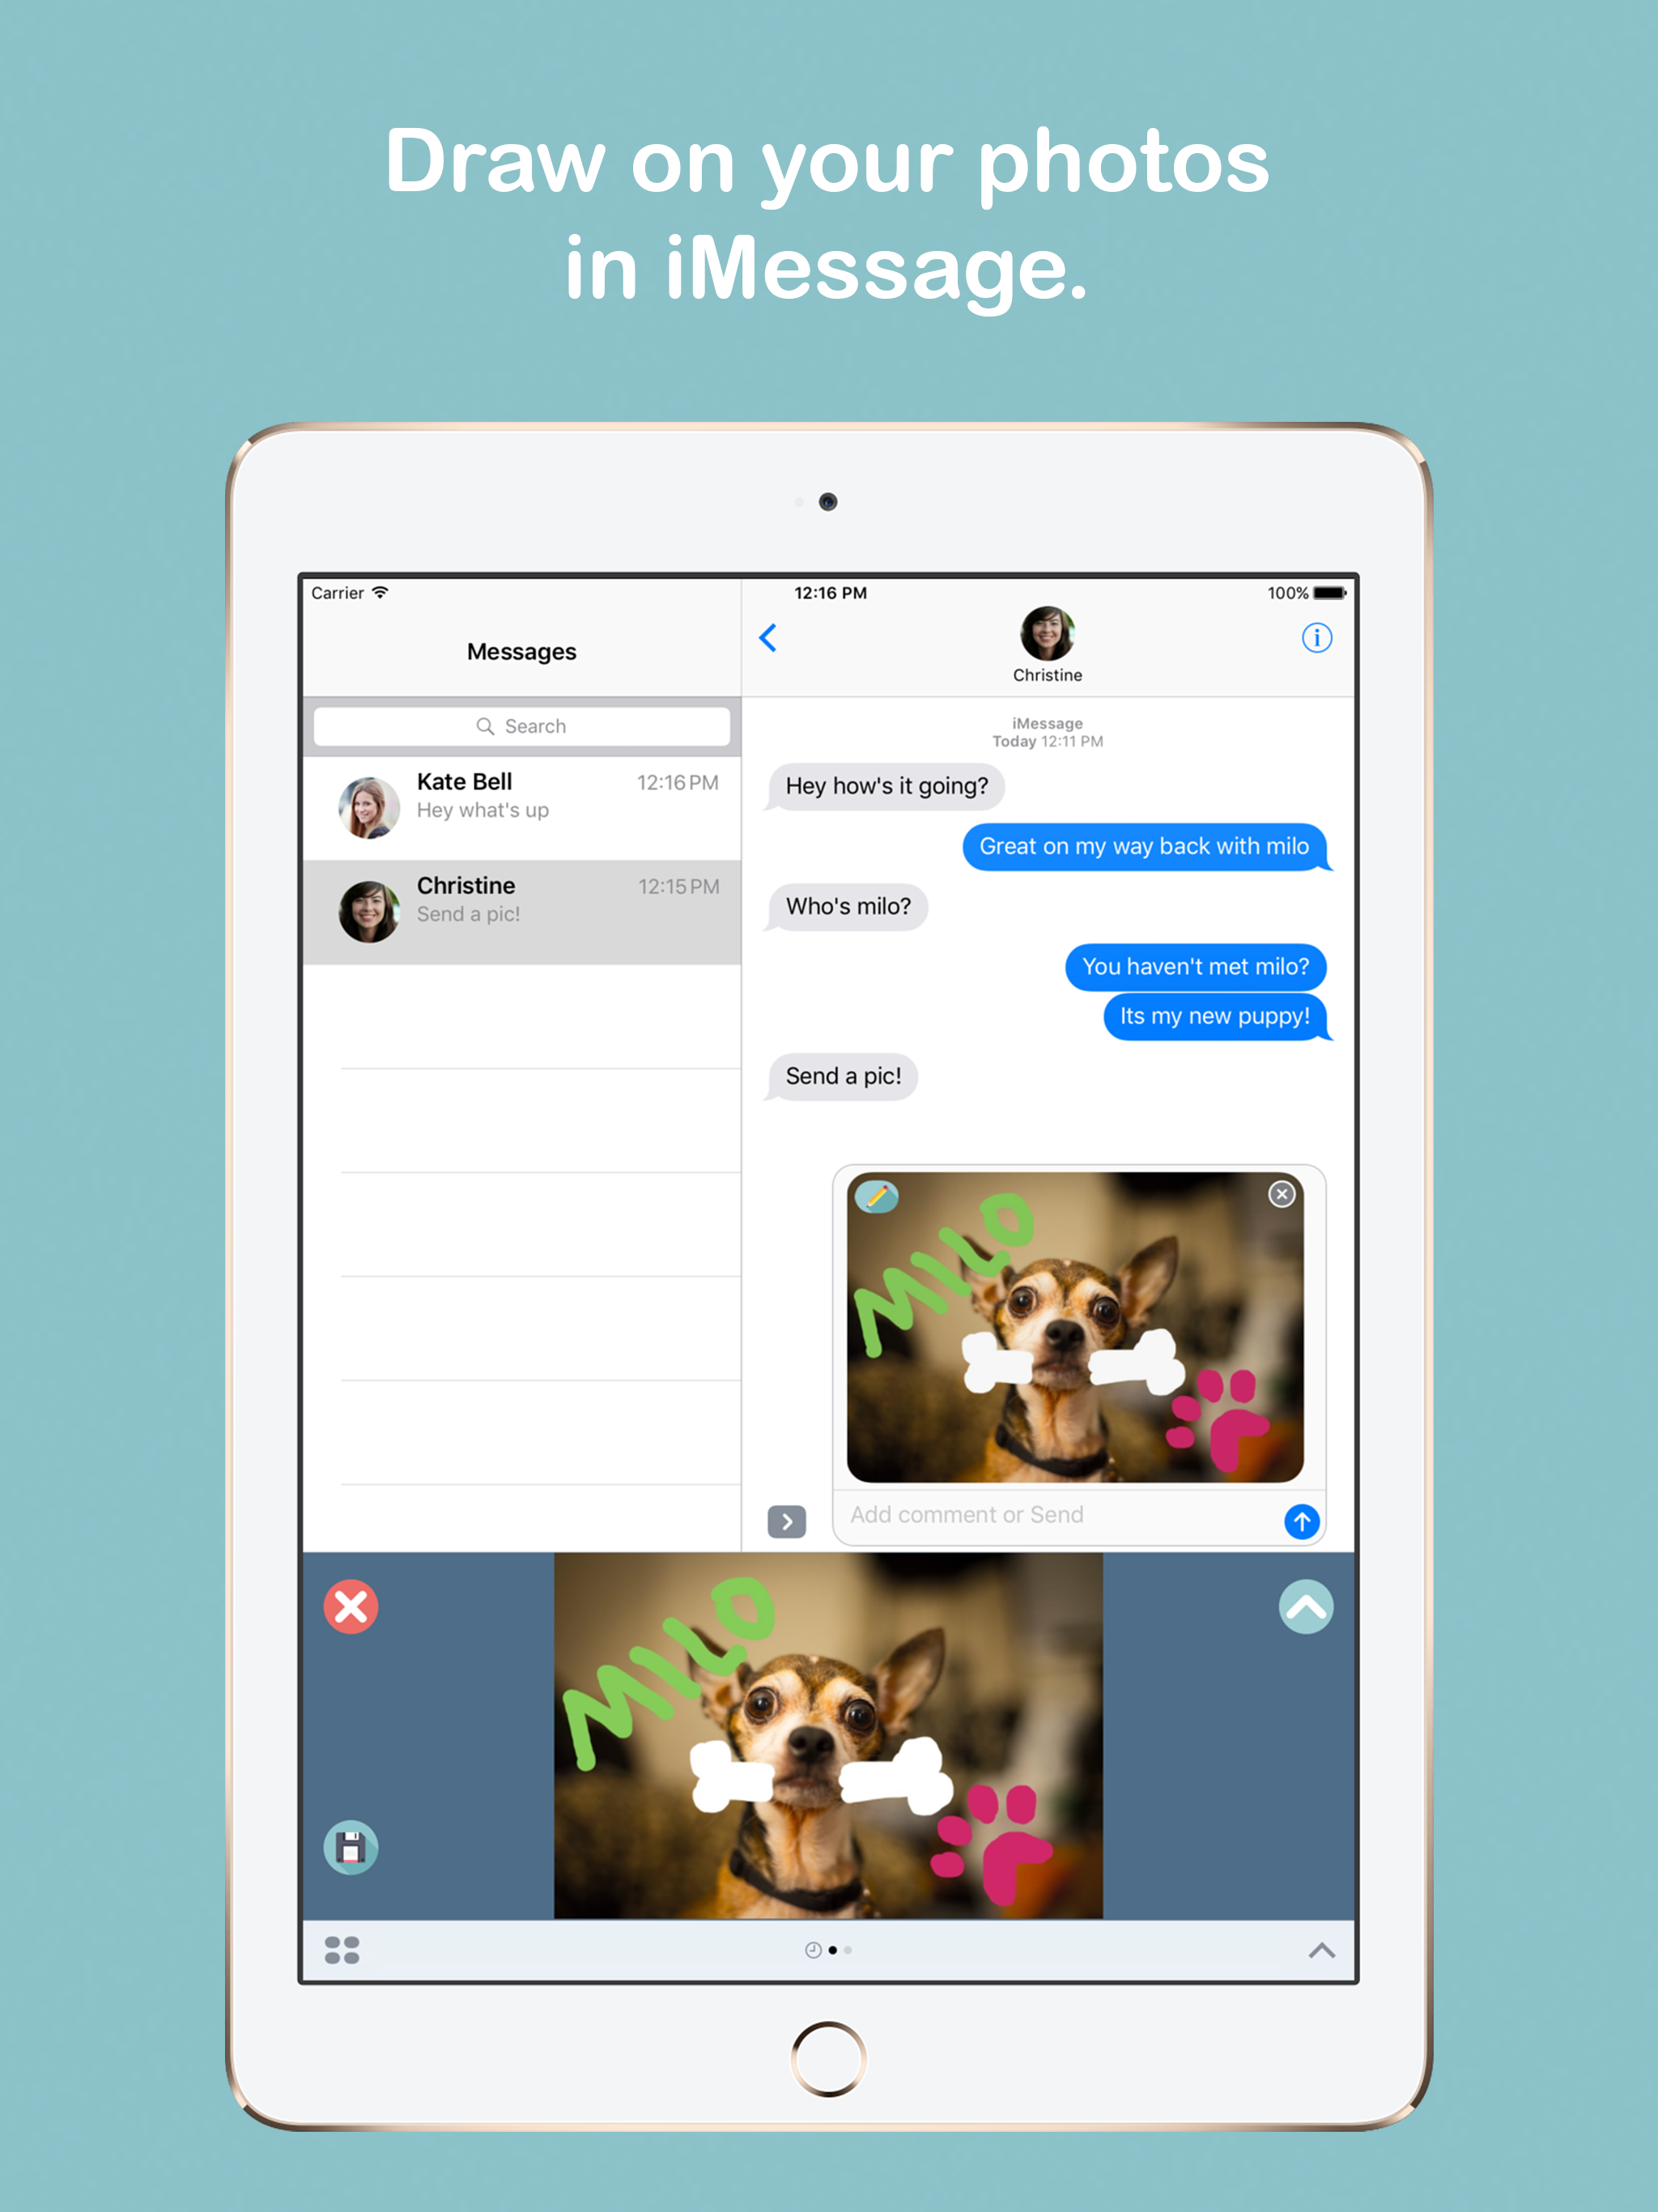 Draw on your photos
in iMessage.
Carrier
12:16 PM
100%
Messages
Christine
Search
Kate Bell
12:16 PM
Hey what's up
Christine
12:15 PM
Send a pic!
iMessage
Today 12:11 PM
Hey how's it going?
Great on my way back with milo
Who's milo?
You haven't met milo?
Its my new puppy!
Send a pic!
MILO
Add comment or Send
MILO